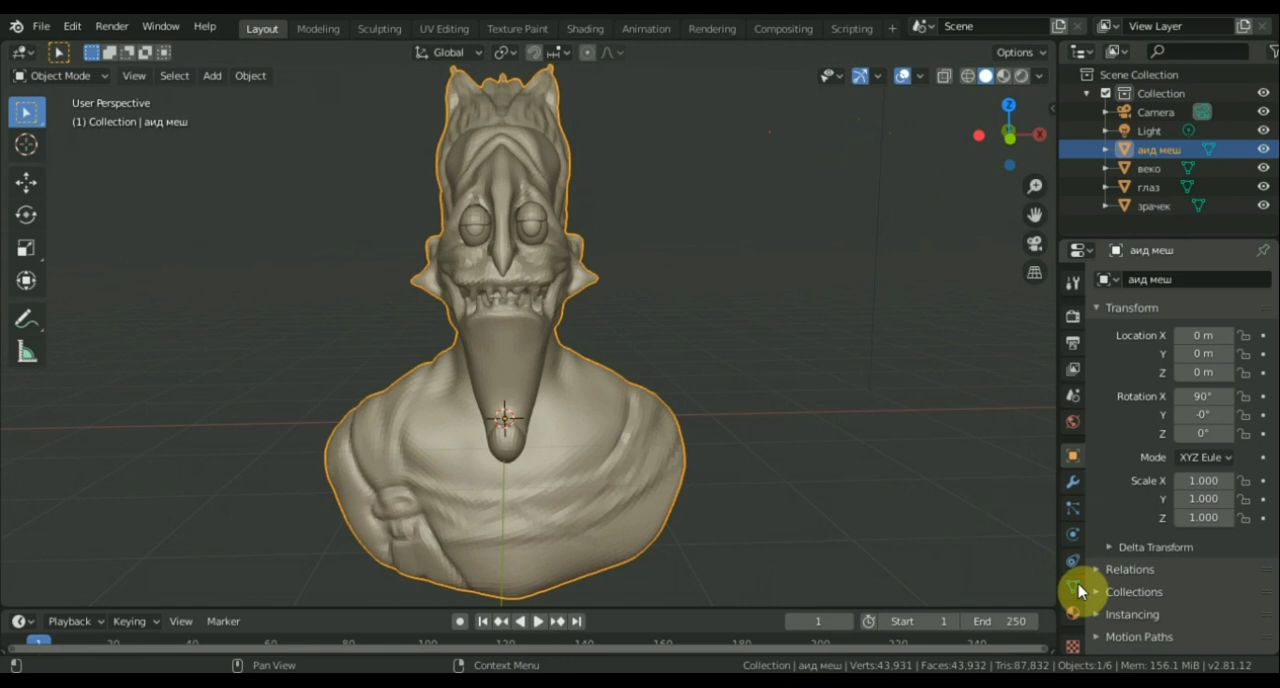 File Edit Render Window Help Layout Modeling Sculpting UV Editing Texture Paint Shading Animation Rendering Compositing Scripting + Scene View Layer
Global Options
Object Mode View Select Add Object
User Perspective
(1) Collection | аид меш
Z
X
Scene Collection
Collection
Camera
Light
аид меш
веко
глаз
зрачек
аид меш
аид меш
Transform
Location X 0 m
Y 0 m
Z 0 m
Rotation X 90°
Y -0°
Z 0°
Mode XYZ Eule
Scale X 1.000
Y 1.000
Z 1.000
Delta Transform
Relations
Collections
Instancing
Motion Paths
Playback Keying View Marker 1 Start 1 End 250
1
Pan View Context Menu Collection | аид меш | Verts:43,931 | Faces:43,932 | Tris:87,832 | Objects:1/6 | Mem: 156.1 MiB | v2.81.12